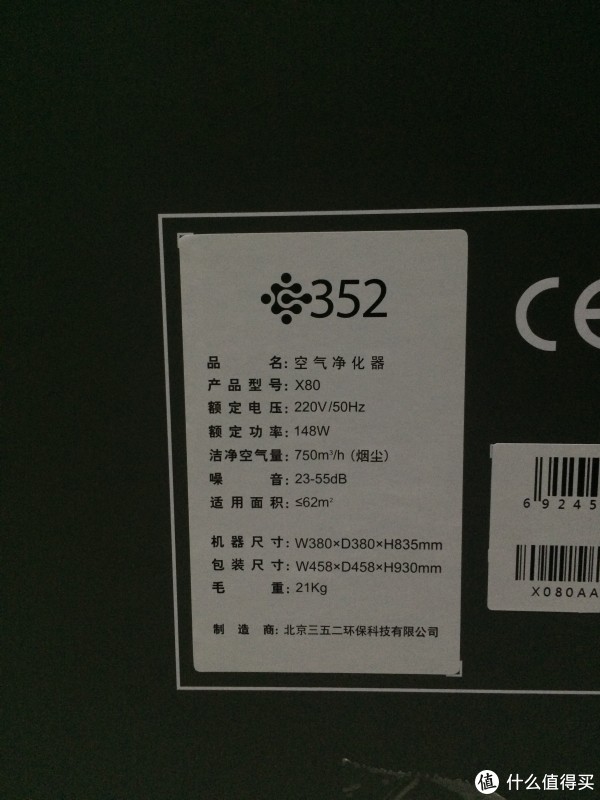 352
品名：空气净化器
产品型号：X80
额定电压：220V/50Hz
额定功率：148W
洁净空气量：750m³/h（烟尘）
噪音：23-55dB
适用面积：≤62m²
机器尺寸：W380×D380×H835mm
包装尺寸：W458×D458×H930mm
毛重：21Kg
制造商：北京三五二环保科技有限公司
CE
69245
X080AA
值 什么值得买